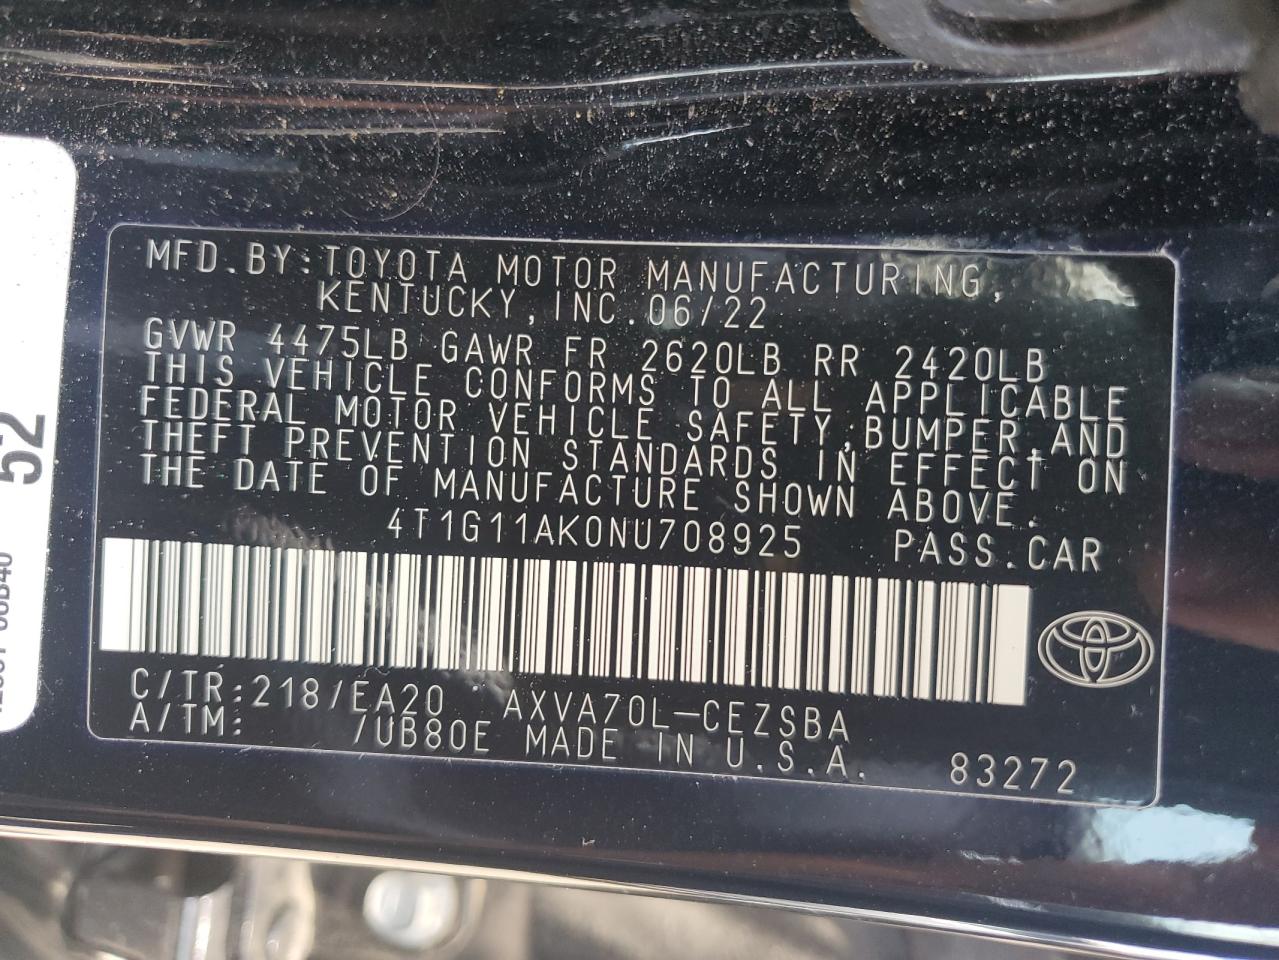 MFD.BY:TOYOTA MOTOR MANUFACTURING,
KENTUCKY,INC.06/22
GVWR 4475LB GAWR FR 2620LB RR 2420LB
THIS VEHICLE CONFORMS TO ALL APPLICABLE
FEDERAL MOTOR VEHICLE SAFETY,BUMPER,AND
THEFT PREVENTION STANDARDS IN EFFECT ON
THE DATE OF MANUFACTURE SHOWN ABOVE.
4T1G11AK0NU708925 PASS.CAR
C/TR:218/EA20 AXVA70L-CEZSBA
A/TM: /UB80E MADE IN U.S.A. 83272
52